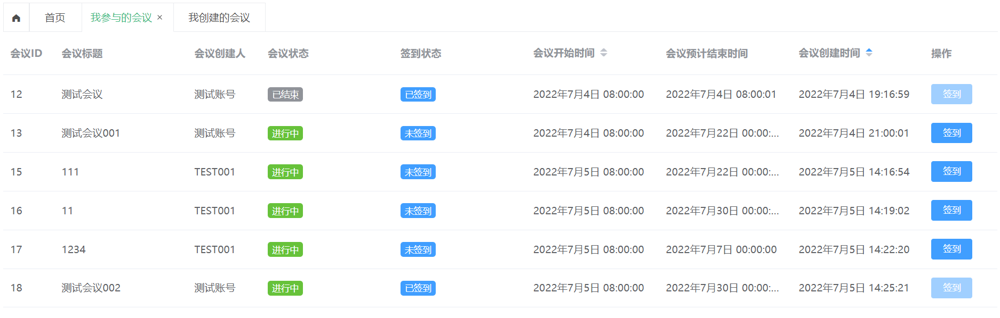 首页 我参与的会议 × 我创建的会议
会议ID 会议标题 会议创建人 会议状态 签到状态 会议开始时间 会议预计结束时间 会议创建时间 操作
12 测试会议 测试账号 已结束 已签到 2022年7月4日 08:00:00 2022年7月4日 08:00:01 2022年7月4日 19:16:59 签到
13 测试会议001 测试账号 进行中 未签到 2022年7月4日 08:00:00 2022年7月22日 00:00:... 2022年7月4日 21:00:01 签到
15 111 TEST001 进行中 未签到 2022年7月5日 08:00:00 2022年7月22日 00:00:... 2022年7月5日 14:16:54 签到
16 11 TEST001 进行中 未签到 2022年7月5日 08:00:00 2022年7月30日 00:00:... 2022年7月5日 14:19:02 签到
17 1234 TEST001 进行中 未签到 2022年7月5日 08:00:00 2022年7月7日 00:00:00 2022年7月5日 14:22:20 签到
18 测试会议002 测试账号 进行中 已签到 2022年7月5日 08:00:00 2022年7月30日 00:00:... 2022年7月5日 14:25:21 签到